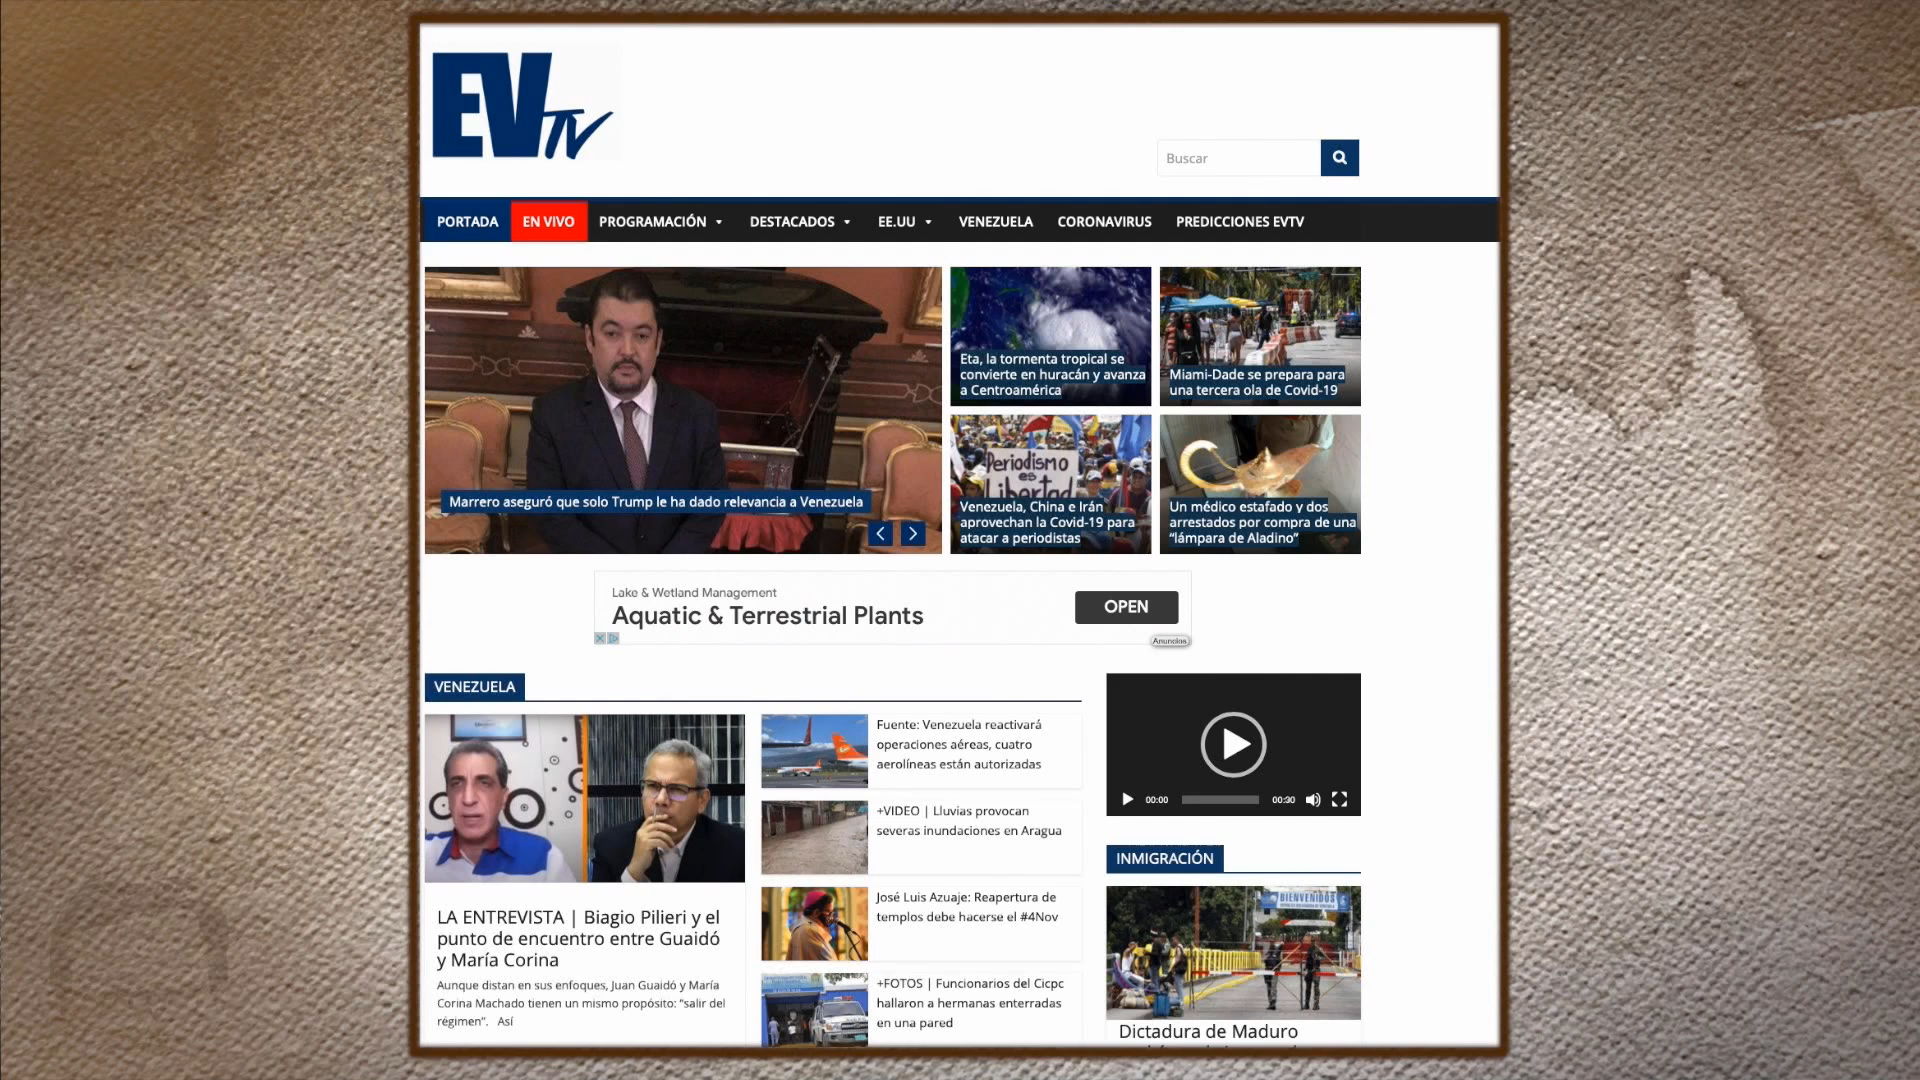 EVTV
Buscar
PORTADA EN VIVO PROGRAMACIÓN DESTACADOS EE.UU VENEZUELA CORONAVIRUS PREDICCIONES EVTV
Marrero aseguró que solo Trump le ha dado relevancia a Venezuela
Eta, la tormenta tropical se
convierte en huracán y avanza
a Centroamérica
Miami-Dade se prepara para
una tercera ola de Covid-19
Periodismo
es
Libertad
Venezuela, China e Irán
aprovechan la Covid-19 para
atacar a periodistas
Un médico estafado y dos
arrestados por compra de una
“lámpara de Aladino”
Lake & Wetland Management
Aquatic & Terrestrial Plants
OPEN
Anuncios
VENEZUELA
LA ENTREVISTA | Biagio Pilieri y el
punto de encuentro entre Guaidó
y María Corina
Aunque distan en sus enfoques, Juan Guaidó y María
Corina Machado tienen un mismo propósito: “salir del
régimen”. Así
Fuente: Venezuela reactivará
operaciones aéreas, cuatro
aerolíneas están autorizadas
+VIDEO | Lluvias provocan
severas inundaciones en Aragua
José Luis Azuaje: Reapertura de
templos debe hacerse el #4Nov
+FOTOS | Funcionarios del Cicpc
hallaron a hermanas enterradas
en una pared
00:00 00:30
INMIGRACIÓN
BIENVENIDOS
Dictadura de Maduro